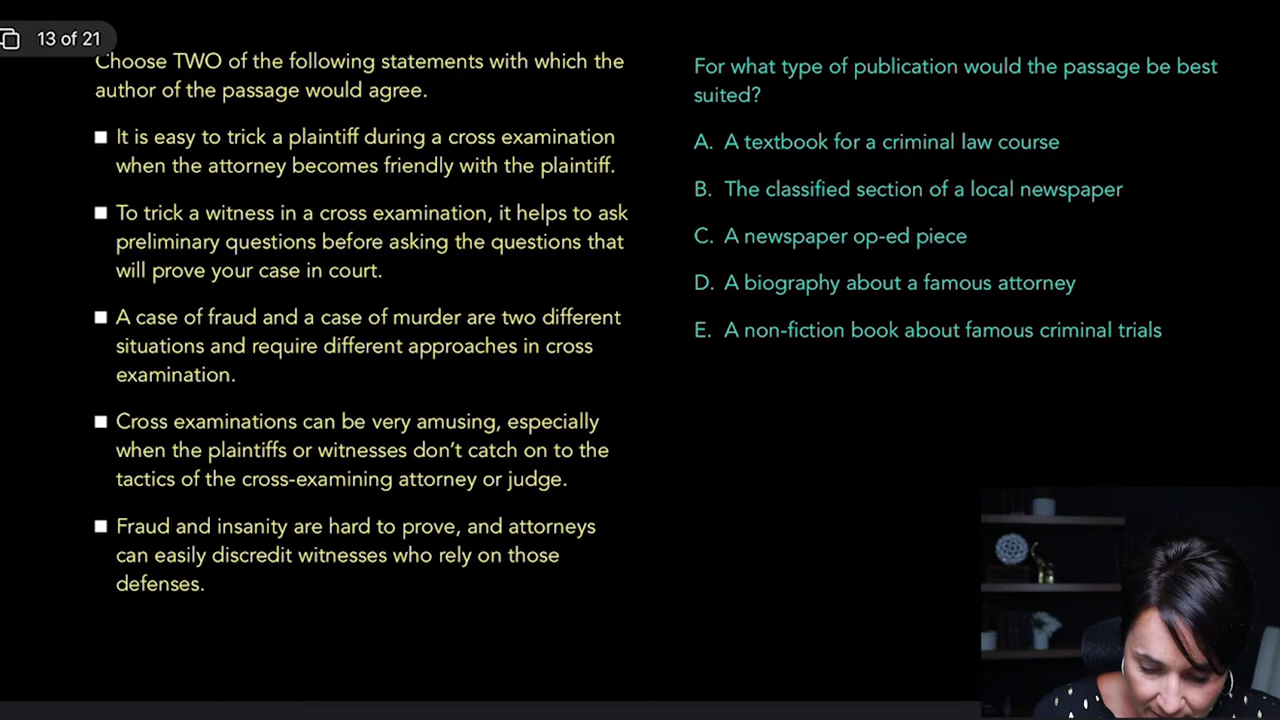 13 of 21
Choose TWO of the following statements with which the
author of the passage would agree.
It is easy to trick a plaintiff during a cross examination
when the attorney becomes friendly with the plaintiff.
To trick a witness in a cross examination, it helps to ask
preliminary questions before asking the questions that
will prove your case in court.
A case of fraud and a case of murder are two different
situations and require different approaches in cross
examination.
Cross examinations can be very amusing, especially
when the plaintiffs or witnesses don’t catch on to the
tactics of the cross-examining attorney or judge.
Fraud and insanity are hard to prove, and attorneys
can easily discredit witnesses who rely on those
defenses.
For what type of publication would the passage be best
suited?
A. A textbook for a criminal law course
B. The classified section of a local newspaper
C. A newspaper op-ed piece
D. A biography about a famous attorney
E. A non-fiction book about famous criminal trials